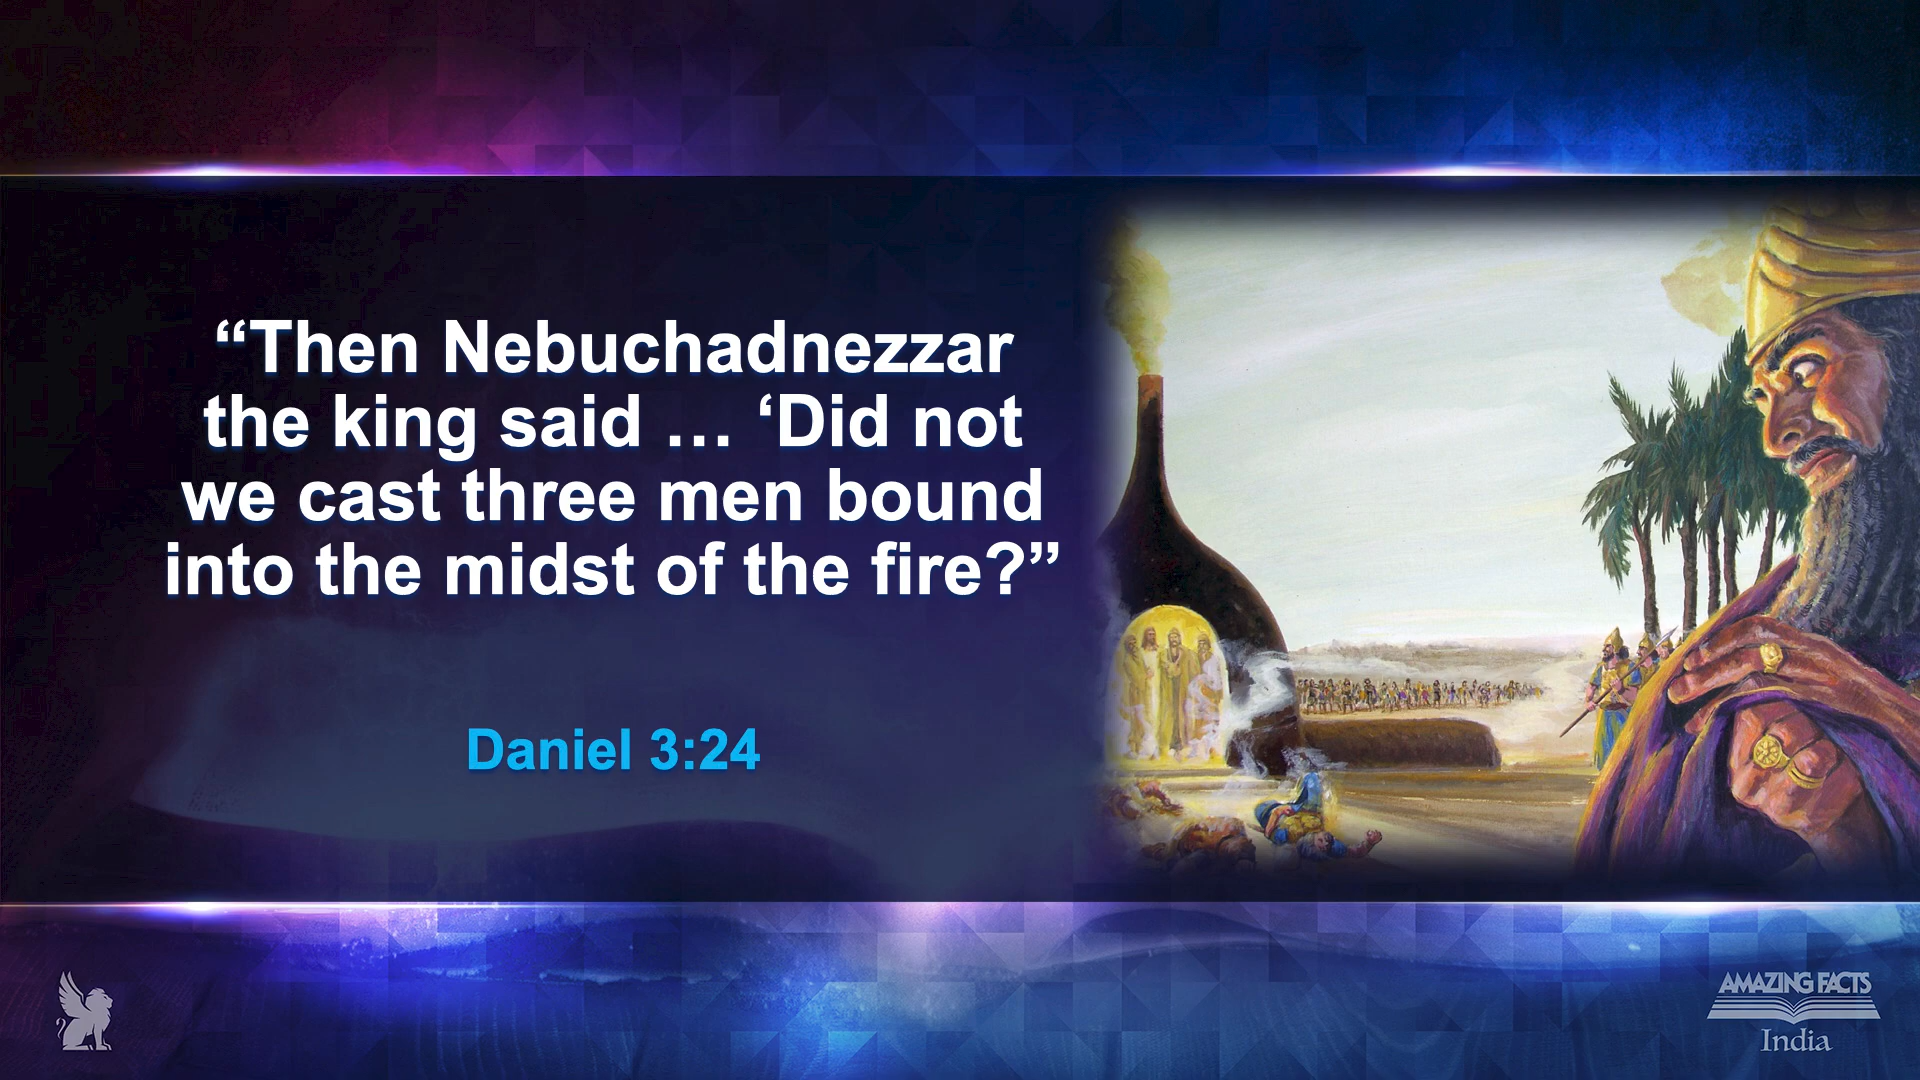 “Then Nebuchadnezzar
the king said … ‘Did not
we cast three men bound
into the midst of the fire?”
Daniel 3:24
AMAZING FACTS
India